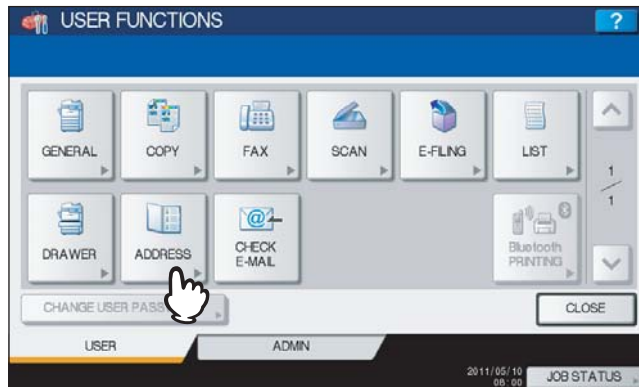 USER FUNCTIONS
?
GENERAL
COPY
FAX
SCAN
E-FILING
LIST
1
1
DRAWER
ADDRESS
CHECK
E-MAIL
Bluetooth
PRINTING
CHANGE USER PASS
CLOSE
USER
ADMIN
2011/05/10
08:00
JOB STATUS